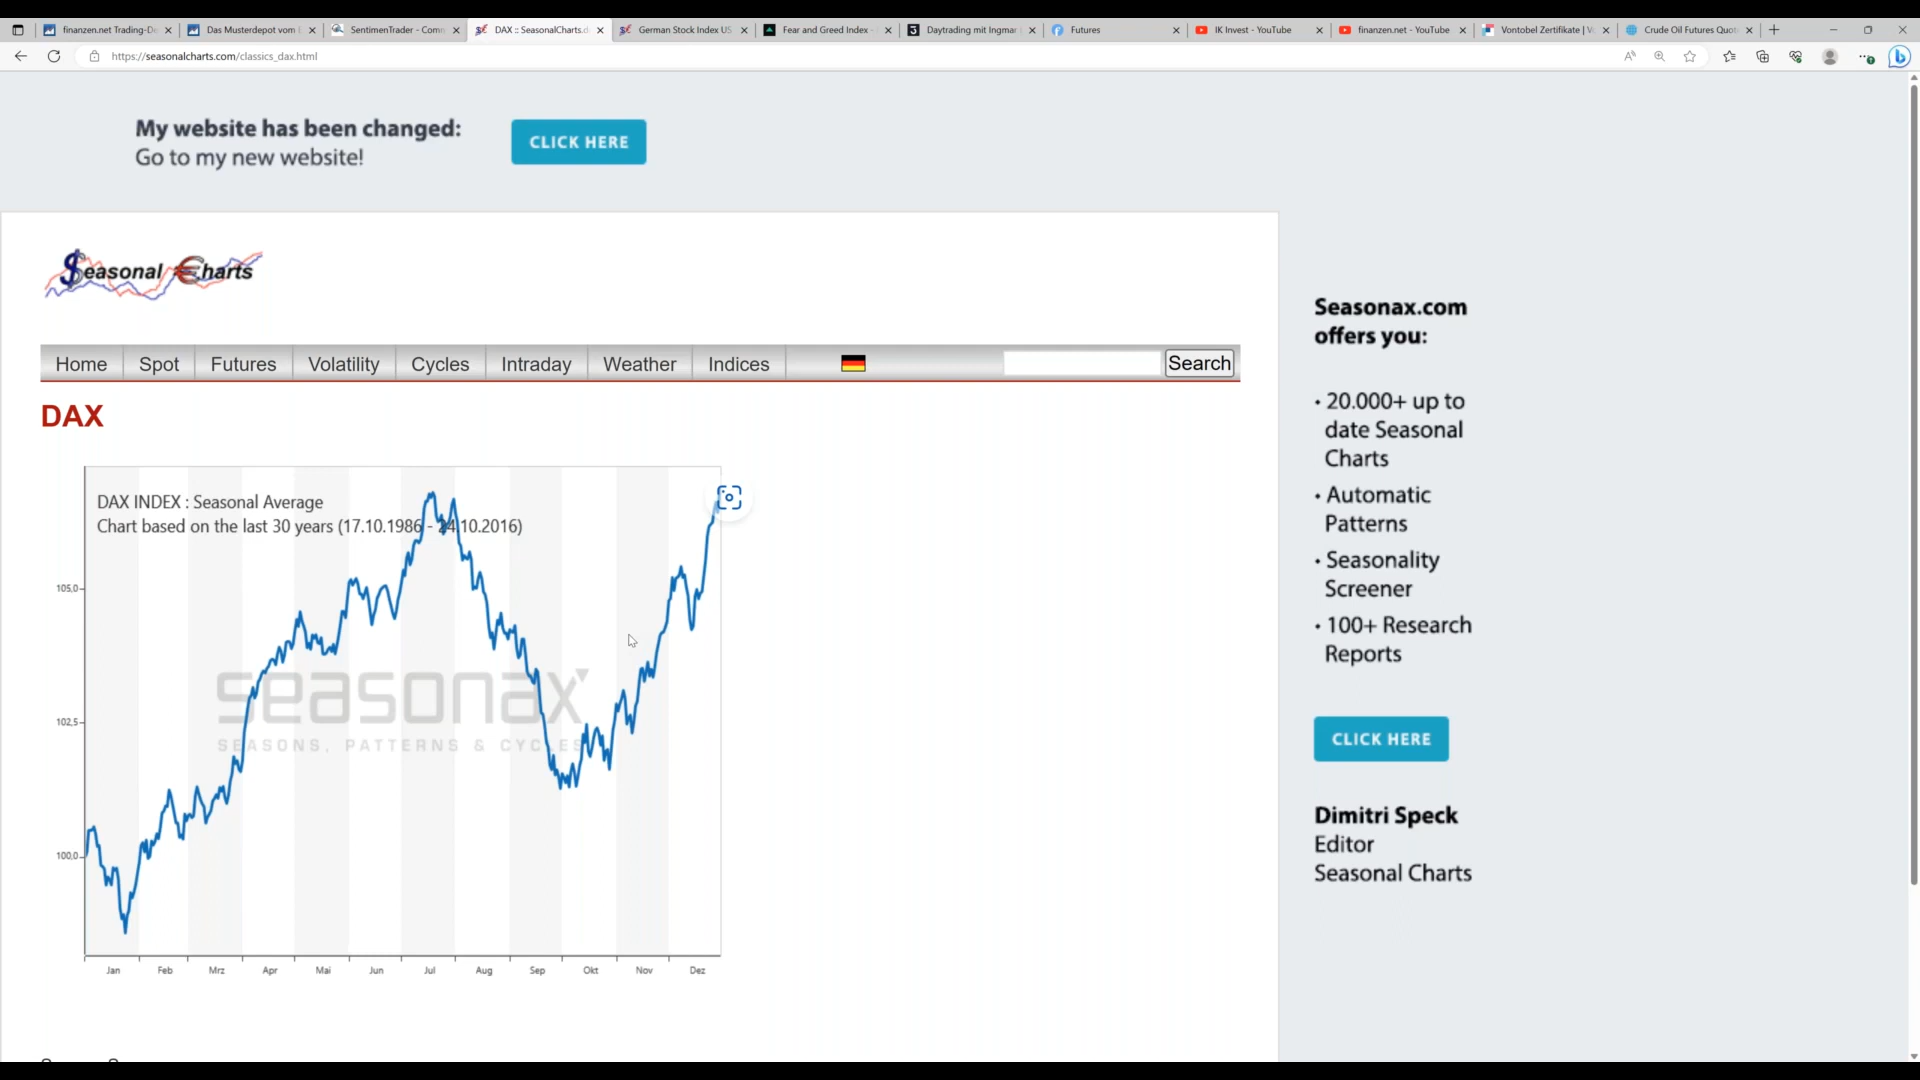 finanzen.net Trading-De
Das Musterdepot vom
SentimenTrader - Comm
DAX :: SeasonalCharts.d
German Stock Index US
Fear and Greed Index -
Daytrading mit Ingmar
Futures
IK Invest - YouTube
finanzen.net - YouTube
Vontobel Zertifikate |
Crude Oil Futures Quot
https://seasonalcharts.com/classics_dax.html
My website has been changed:
Go to my new website!
CLICK HERE
Seasonal Charts
Home Spot Futures Volatility Cycles Intraday Weather Indices
Search
DAX
DAX INDEX : Seasonal Average
Chart based on the last 30 years (17.10.1986 - 24.10.2016)
105,0
102,5
100,0
seasonax
SEASONS, PATTERNS & CYCLES
Jan Feb Mrz Apr Mai Jun Jul Aug Sep Okt Nov Dez
Seasonax.com
offers you:
• 20.000+ up to
date Seasonal
Charts
• Automatic
Patterns
• Seasonality
Screener
• 100+ Research
Reports
CLICK HERE
Dimitri Speck
Editor
Seasonal Charts